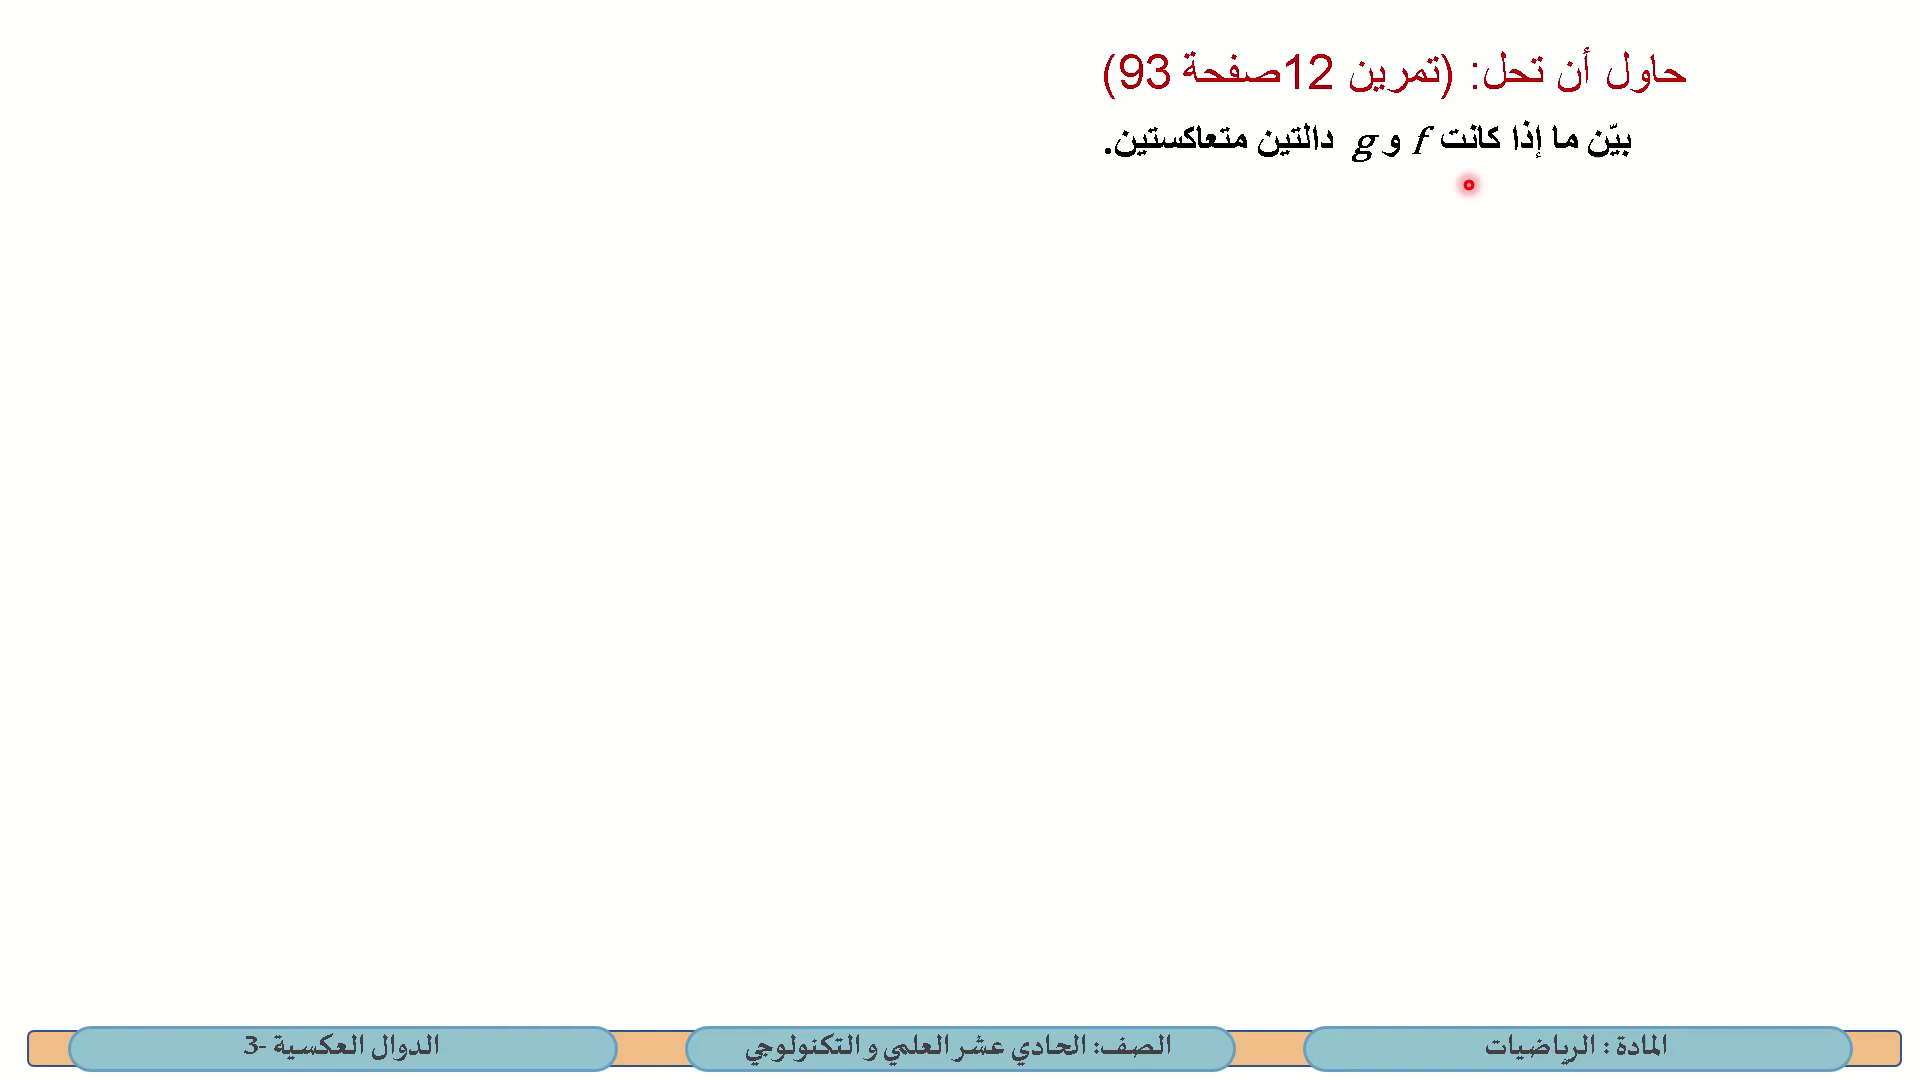 حاول أن تحل: (تمرين 12صفحة 93)
بيّن ما إذا كانت f و g دالتين متعاكستين.
المادة : الرياضيات
الصف: الحادي عشر العلمي و التكنولوجي
الدوال العكسية -3